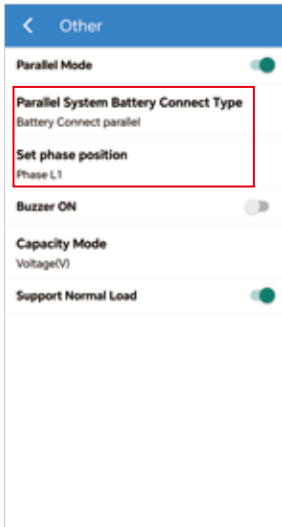 Other
Parallel Mode
Parallel System Battery Connect Type
Battery Connect parallel
Set phase position
Phase L1
Buzzer ON
Capacity Mode
Voltage(V)
Support Normal Load